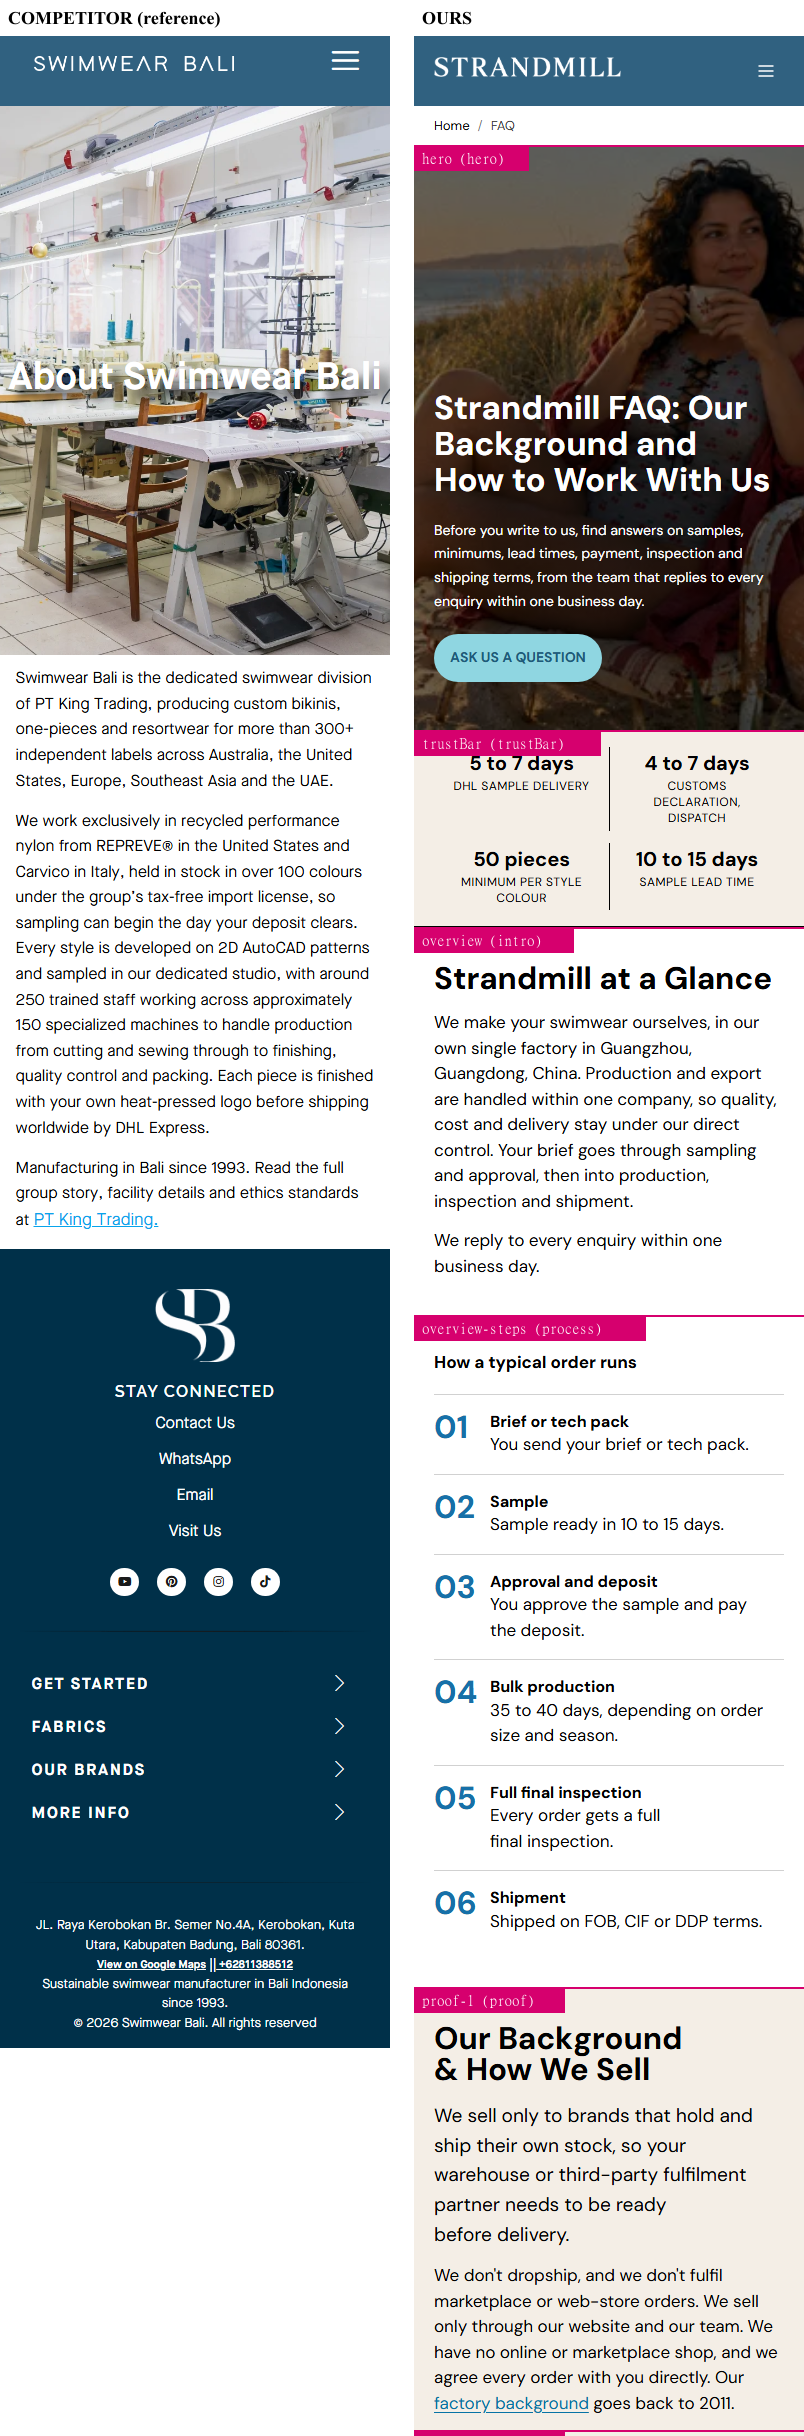 COMPETITOR (reference)
SWIMWEAR BALI
About Swimwear Bali
Swimwear Bali is the dedicated swimwear division
of PT King Trading, producing custom bikinis,
one-pieces and resortwear for more than 300+
independent labels across Australia, the United
States, Europe, Southeast Asia and the UAE.
We work exclusively in recycled performance
nylon from REPREVE® in the United States and
Carvico in Italy, held in stock in over 100 colours
under the group's tax-free import license, so
sampling can begin the day your deposit clears.
Every style is developed on 2D AutoCAD patterns
and sampled in our dedicated studio, with around
250 trained staff working across approximately
150 specialized machines to handle production
from cutting and sewing through to finishing,
quality control and packing. Each piece is finished
with your own heat-pressed logo before shipping
worldwide by DHL Express.
Manufacturing in Bali since 1993. Read the full
group story, facility details and ethics standards
at PT King Trading.
SB
STAY CONNECTED
Contact Us
WhatsApp
Email
Visit Us
GET STARTED
FABRICS
OUR BRANDS
MORE INFO
JL. Raya Kerobokan Br. Semer No.4A, Kerobokan, Kuta
Utara, Kabupaten Badung, Bali 80361.
View on Google Maps || +62811388512
Sustainable swimwear manufacturer in Bali Indonesia
since 1993.
© 2026 Swimwear Bali. All rights reserved
OURS
STRANDMILL
Home / FAQ
hero (hero)
Strandmill FAQ: Our
Background and
How to Work With Us
Before you write to us, find answers on samples,
minimums, lead times, payment, inspection and
shipping terms, from the team that replies to every
enquiry within one business day.
ASK US A QUESTION
trustBar (trustBar)
5 to 7 days
DHL SAMPLE DELIVERY
4 to 7 days
CUSTOMS
DECLARATION,
DISPATCH
50 pieces
MINIMUM PER STYLE
COLOUR
10 to 15 days
SAMPLE LEAD TIME
overview (intro)
Strandmill at a Glance
We make your swimwear ourselves, in our
own single factory in Guangzhou,
Guangdong, China. Production and export
are handled within one company, so quality,
cost and delivery stay under our direct
control. Your brief goes through sampling
and approval, then into production,
inspection and shipment.
We reply to every enquiry within one
business day.
overview-steps (process)
How a typical order runs
01
Brief or tech pack
You send your brief or tech pack.
02
Sample
Sample ready in 10 to 15 days.
03
Approval and deposit
You approve the sample and pay
the deposit.
04
Bulk production
35 to 40 days, depending on order
size and season.
05
Full final inspection
Every order gets a full
final inspection.
06
Shipment
Shipped on FOB, CIF or DDP terms.
proof-1 (proof)
Our Background
& How We Sell
We sell only to brands that hold and
ship their own stock, so your
warehouse or third-party fulfilment
partner needs to be ready
before delivery.
We don't dropship, and we don't fulfil
marketplace or web-store orders. We sell
only through our website and our team. We
have no online or marketplace shop, and we
agree every order with you directly. Our
factory background goes back to 2011.